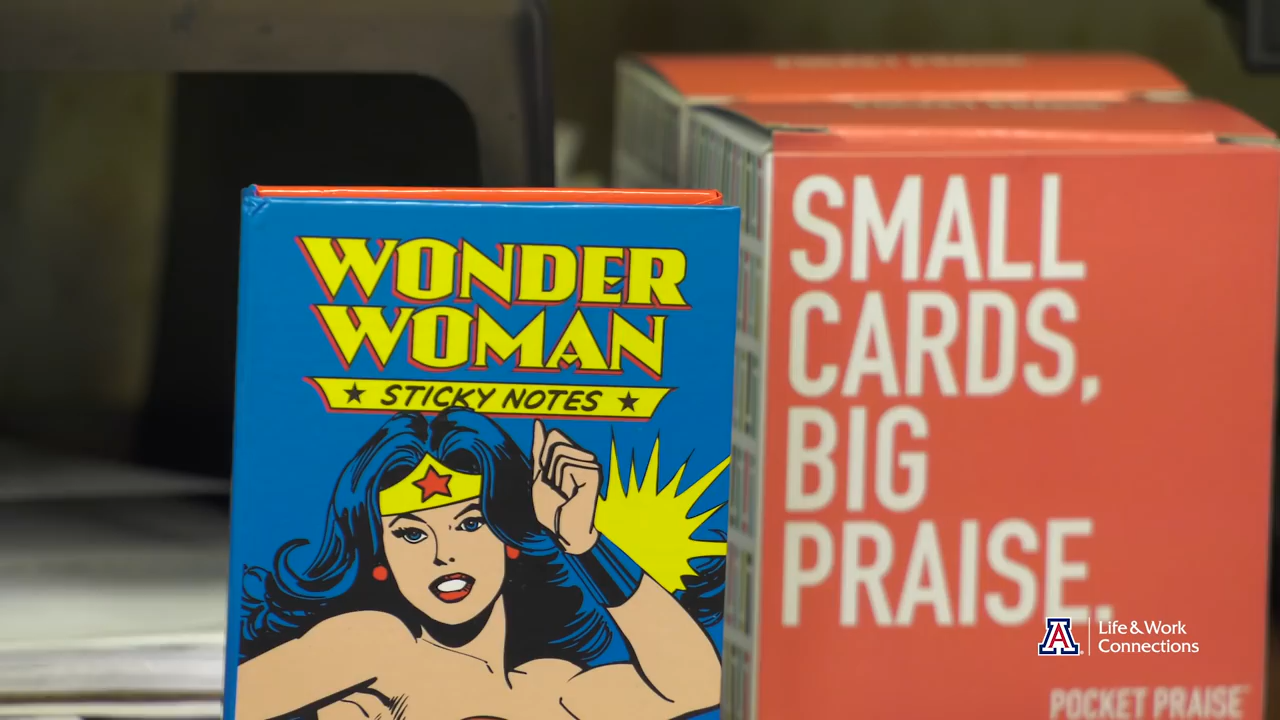 WONDER
WOMAN
STICKY NOTES
SMALL
CARDS,
BIG
PRAISE.
POCKET PRAISE
A
Life & Work
Connections